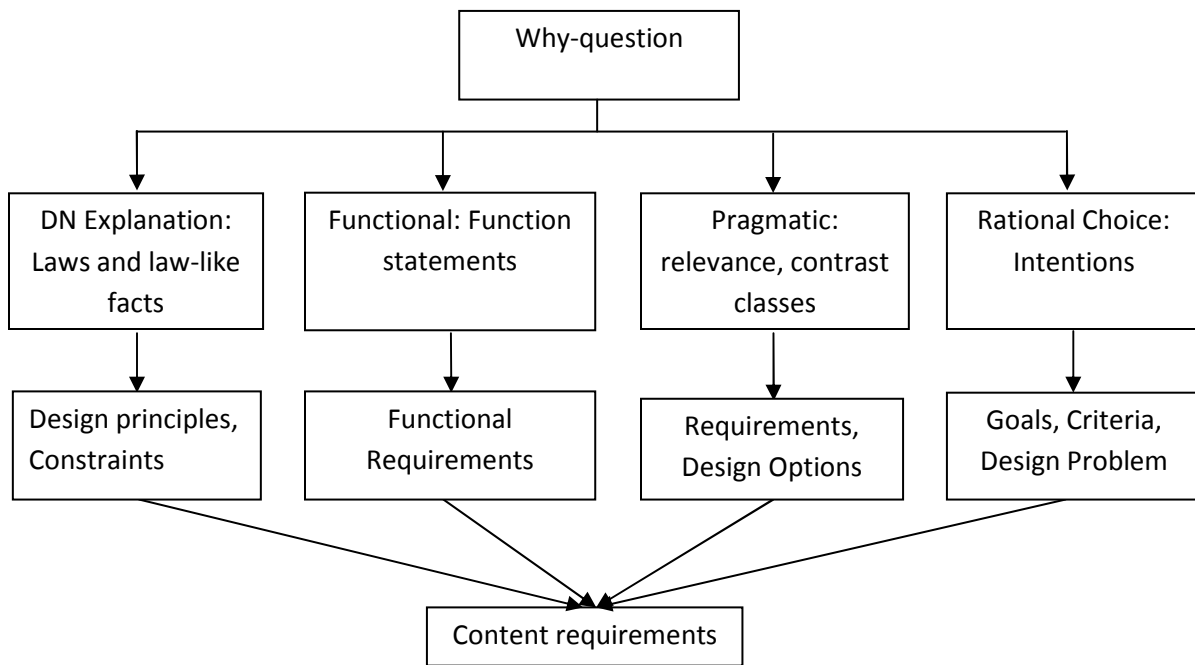 Why-question
DN Explanation:
Laws and law-like
facts
Functional: Function
statements
Pragmatic:
relevance, contrast
classes
Rational Choice:
Intentions
Design principles,
Constraints
Functional
Requirements
Requirements,
Design Options
Goals, Criteria,
Design Problem
Content requirements